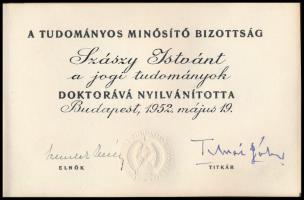 A TUDOMÁNYOS MINŐSÍTŐ BIZOTTSÁG
Szászy Istvánt
a jogi tudományok
DOKTORÁVÁ NYILVÁNÍTOTTA
Budapest, 1952. május 19.
ELNÖK
TITKÁR